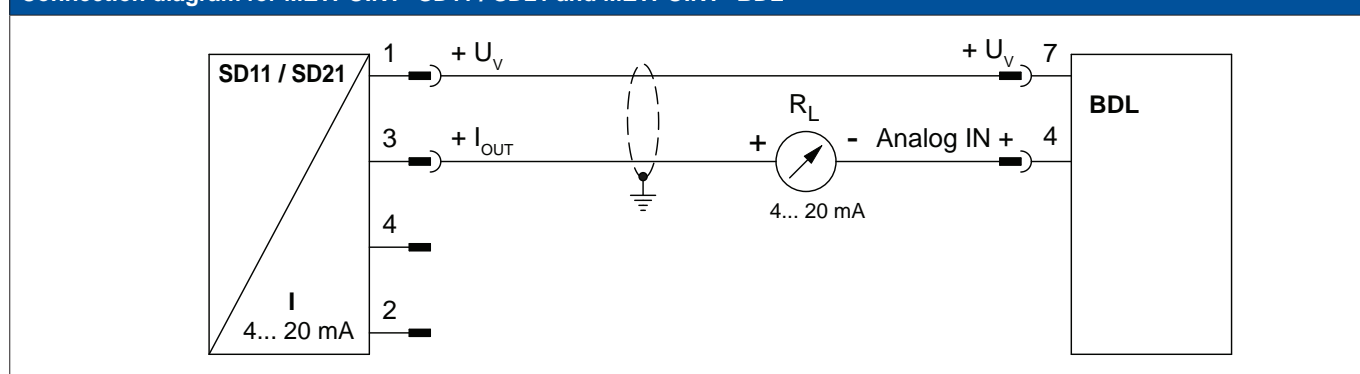 1 + U_V
+ U_V 7
SD11 / SD21
BDL
R_L
3 + I_OUT
+ - Analog IN + 4
4... 20 mA
4
I
2
4... 20 mA